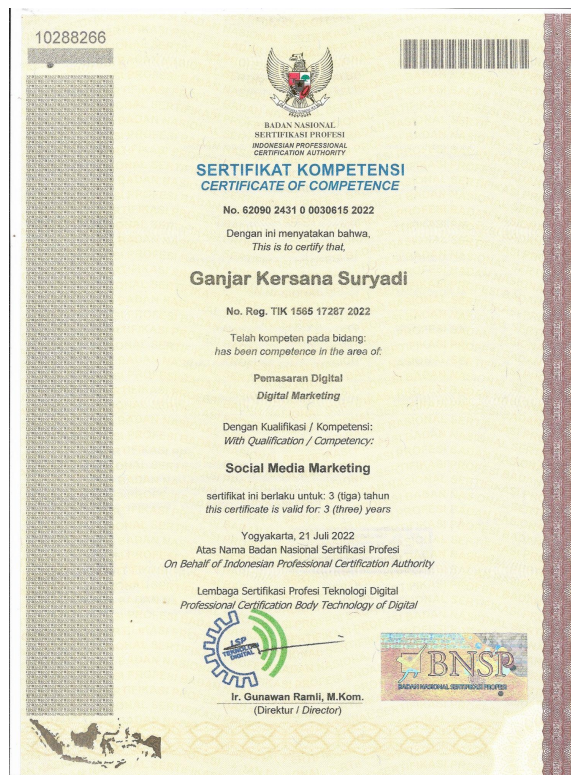 10288266
BADAN NASIONAL
SERTIFIKASI PROFESI
INDONESIAN PROFESSIONAL
CERTIFICATION AUTHORITY
SERTIFIKAT KOMPETENSI
CERTIFICATE OF COMPETENCE
No. 62090 2431 0 0030615 2022
Dengan ini menyatakan bahwa,
This is to certify that,
Ganjar Kersana Suryadi
No. Reg. TIK 1565 17287 2022
Telah kompeten pada bidang:
has been competence in the area of:
Pemasaran Digital
Digital Marketing
Dengan Kualifikasi / Kompetensi:
With Qualification / Competency:
Social Media Marketing
sertifikat ini berlaku untuk: 3 (tiga) tahun
this certificate is valid for: 3 (three) years
Yogyakarta, 21 Juli 2022
Atas Nama Badan Nasional Sertifikasi Profesi
On Behalf of Indonesian Professional Certification Authority
Lembaga Sertifikasi Profesi Teknologi Digital
Professional Certification Body Technology of Digital
LSP
TEKNOLOGI
DIGITAL
BNSP
BADAN NASIONAL SERTIFIKASI PROFESI
Ir. Gunawan Ramli, M.Kom.
(Direktur / Director)